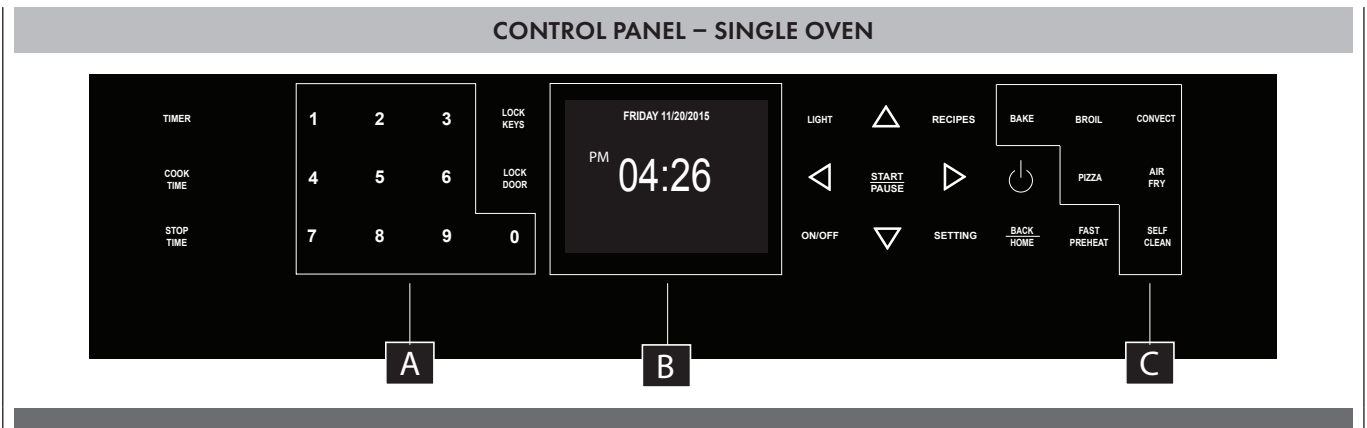 CONTROL PANEL – SINGLE OVEN
TIMER
1 2 3
LOCK
KEYS
FRIDAY 11/20/2015
LIGHT
RECIPES
BAKE
BROIL
CONVECT
COOK
TIME
4 5 6
LOCK
DOOR
PM 04:26
START
PAUSE
PIZZA
AIR
FRY
STOP
TIME
7 8 9 0
ON/OFF
SETTING
BACK
HOME
FAST
PREHEAT
SELF
CLEAN
A
B
C